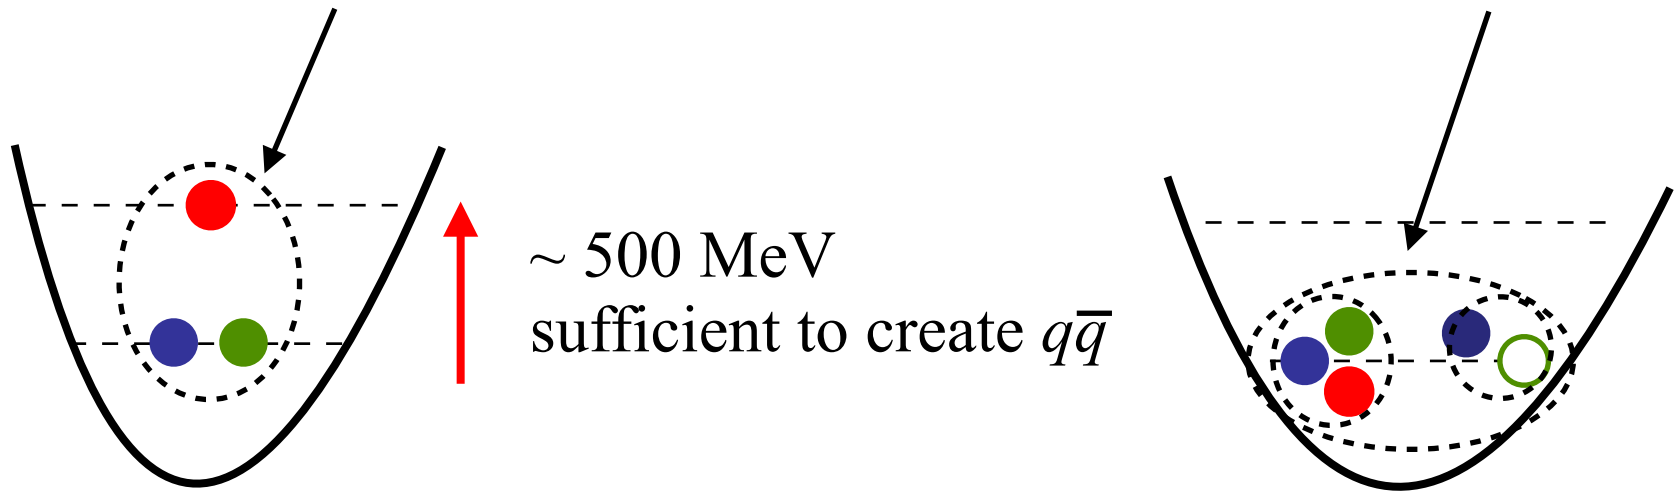 ~ 500 MeV
sufficient to create qq̅